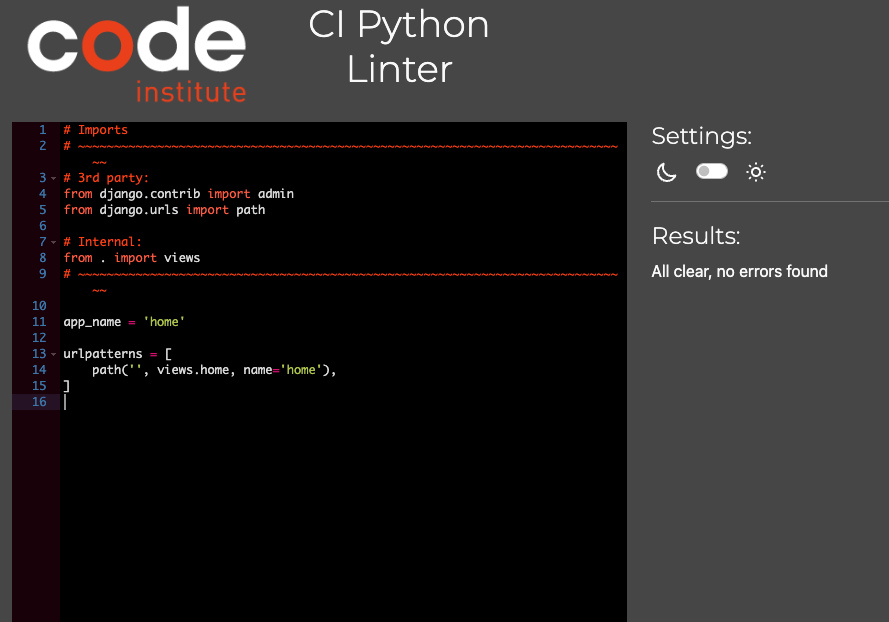 code
institute
CI Python
Linter
1 # Imports
2 # ~~~~~~~~~~~~~~~~~~~~~~~~~~~~~~~~~~~~~~~~~~~~~~~~~~~~~~~~~~~~~~~~~~~~~~~~~~~
~~
3 # 3rd party:
4 from django.contrib import admin
5 from django.urls import path
6
7 # Internal:
8 from . import views
9 # ~~~~~~~~~~~~~~~~~~~~~~~~~~~~~~~~~~~~~~~~~~~~~~~~~~~~~~~~~~~~~~~~~~~~~~~~~~~
~~
10
11 app_name = 'home'
12
13 urlpatterns = [
14     path('', views.home, name='home'),
15 ]
16
Settings:
Results:
All clear, no errors found